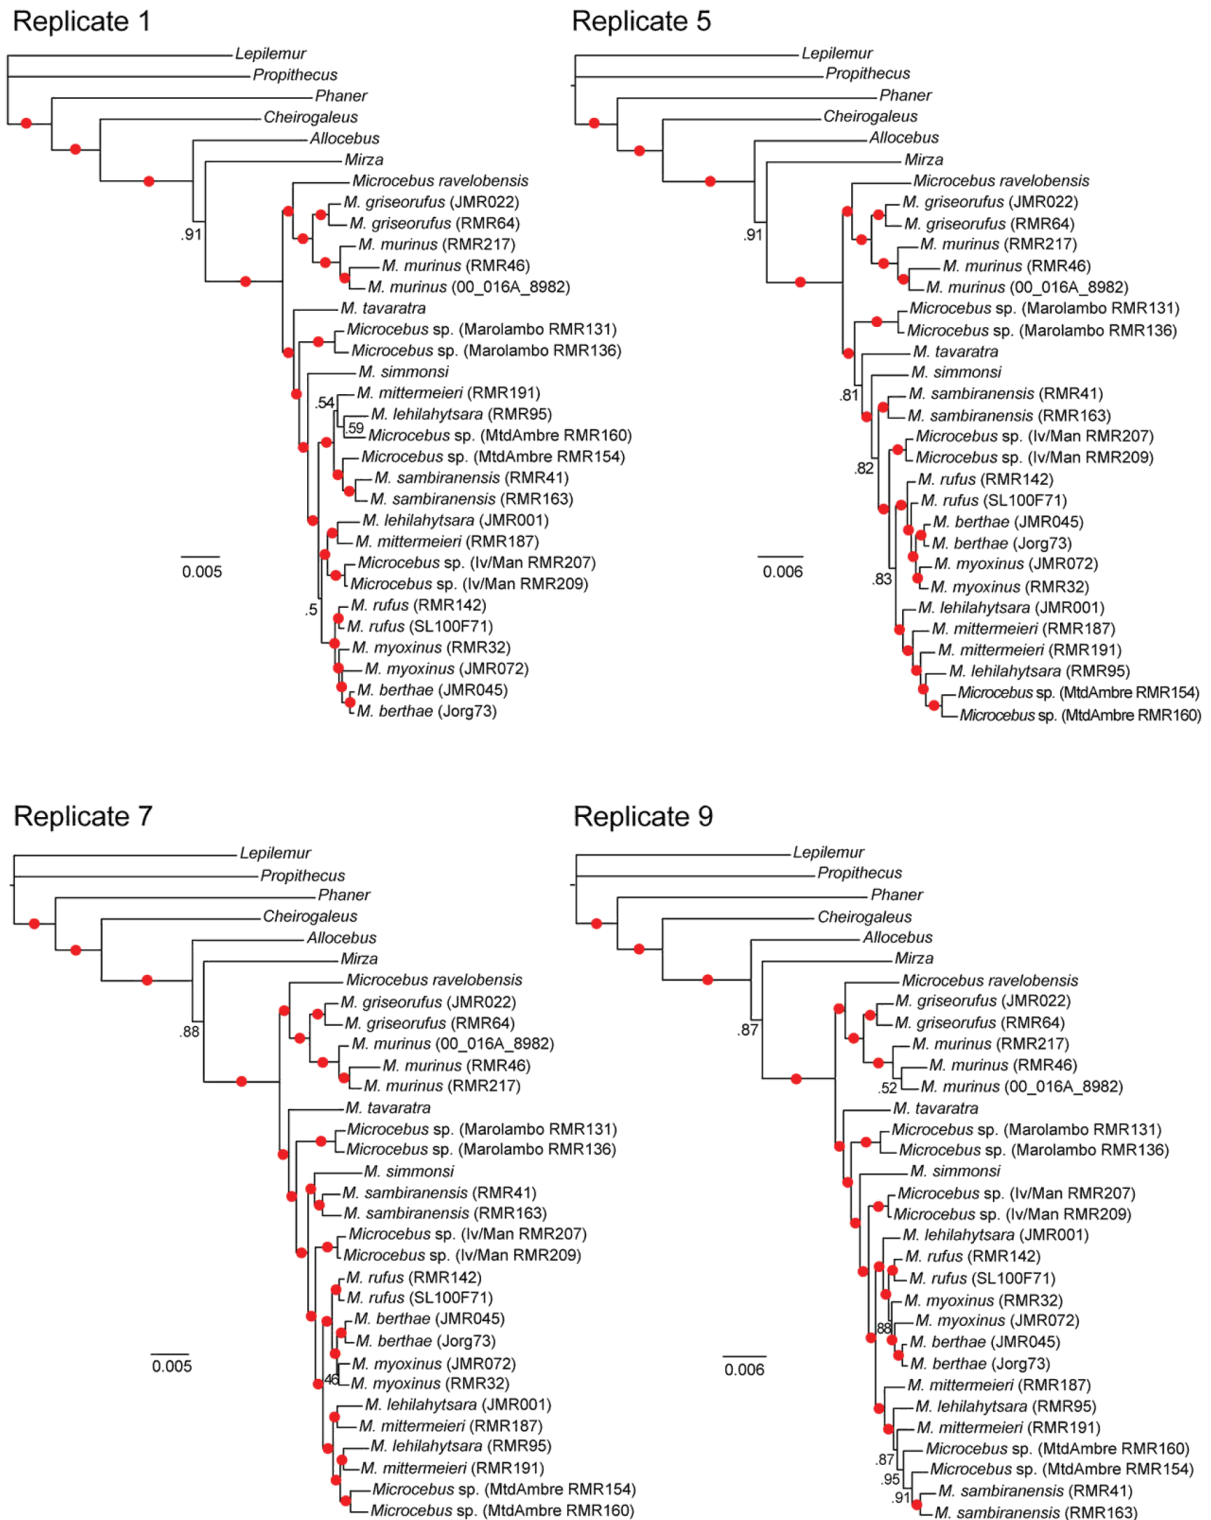 Replicate 1
Lepilemur
Propithecus
Phaner
Cheirogaleus
Allocebus
Mirza
Microcebus ravelobensis
M. griseorufus (JMR022)
M. griseorufus (RMR64)
M. murinus (RMR217)
.91
M. murinus (RMR46)
M. murinus (00_016A_8982)
M. tavaratra
Microcebus sp. (Marolambo RMR131)
Microcebus sp. (Marolambo RMR136)
M. simmonsi
M. mittermeieri (RMR191)
.54
M. lehilahytsara (RMR95)
.59
Microcebus sp. (MtdAmbre RMR160)
Microcebus sp. (MtdAmbre RMR154)
M. sambiranensis (RMR41)
M. sambiranensis (RMR163)
M. lehilahytsara (JMR001)
M. mittermeieri (RMR187)
Microcebus sp. (Iv/Man RMR207)
0.005
Microcebus sp. (Iv/Man RMR209)
.5
M. rufus (RMR142)
M. rufus (SL100F71)
M. myoxinus (RMR32)
M. myoxinus (JMR072)
M. berthae (JMR045)
M. berthae (Jorg73)
Replicate 5
Lepilemur
Propithecus
Phaner
Cheirogaleus
Allocebus
Mirza
Microcebus ravelobensis
M. griseorufus (JMR022)
M. griseorufus (RMR64)
.91
M. murinus (RMR217)
M. murinus (RMR46)
M. murinus (00_016A_8982)
Microcebus sp. (Marolambo RMR131)
Microcebus sp. (Marolambo RMR136)
M. tavaratra
M. simmonsi
.81
M. sambiranensis (RMR41)
M. sambiranensis (RMR163)
Microcebus sp. (Iv/Man RMR207)
Microcebus sp. (Iv/Man RMR209)
.82
M. rufus (RMR142)
M. rufus (SL100F71)
M. berthae (JMR045)
M. berthae (Jorg73)
M. myoxinus (JMR072)
0.006
.83
M. myoxinus (RMR32)
M. lehilahytsara (JMR001)
M. mittermeieri (RMR187)
M. mittermeieri (RMR191)
M. lehilahytsara (RMR95)
Microcebus sp. (MtdAmbre RMR154)
Microcebus sp. (MtdAmbre RMR160)
Replicate 7
Lepilemur
Propithecus
Phaner
Cheirogaleus
Allocebus
Mirza
Microcebus ravelobensis
M. griseorufus (JMR022)
M. griseorufus (RMR64)
.88
M. murinus (00_016A_8982)
M. murinus (RMR46)
M. murinus (RMR217)
M. tavaratra
Microcebus sp. (Marolambo RMR131)
Microcebus sp. (Marolambo RMR136)
M. simmonsi
M. sambiranensis (RMR41)
M. sambiranensis (RMR163)
Microcebus sp. (Iv/Man RMR207)
Microcebus sp. (Iv/Man RMR209)
M. rufus (RMR142)
M. rufus (SL100F71)
M. berthae (JMR045)
M. berthae (Jorg73)
0.005
M. myoxinus (JMR072)
46
M. myoxinus (RMR32)
M. lehilahytsara (JMR001)
M. mittermeieri (RMR187)
M. lehilahytsara (RMR95)
M. mittermeieri (RMR191)
Microcebus sp. (MtdAmbre RMR154)
Microcebus sp. (MtdAmbre RMR160)
Replicate 9
Lepilemur
Propithecus
Phaner
Cheirogaleus
Allocebus
Mirza
Microcebus ravelobensis
M. griseorufus (JMR022)
M. griseorufus (RMR64)
.87
M. murinus (RMR217)
M. murinus (RMR46)
.52
M. murinus (00_016A_8982)
M. tavaratra
Microcebus sp. (Marolambo RMR131)
Microcebus sp. (Marolambo RMR136)
M. simmonsi
Microcebus sp. (Iv/Man RMR207)
Microcebus sp. (Iv/Man RMR209)
M. lehilahytsara (JMR001)
M. rufus (RMR142)
M. rufus (SL100F71)
M. myoxinus (RMR32)
M. myoxinus (JMR072)
88
M. berthae (JMR045)
M. berthae (Jorg73)
0.006
M. mittermeieri (RMR187)
M. lehilahytsara (RMR95)
M. mittermeieri (RMR191)
Microcebus sp. (MtdAmbre RMR160)
.87
Microcebus sp. (MtdAmbre RMR154)
.95
M. sambiranensis (RMR41)
.91
M. sambiranensis (RMR163)